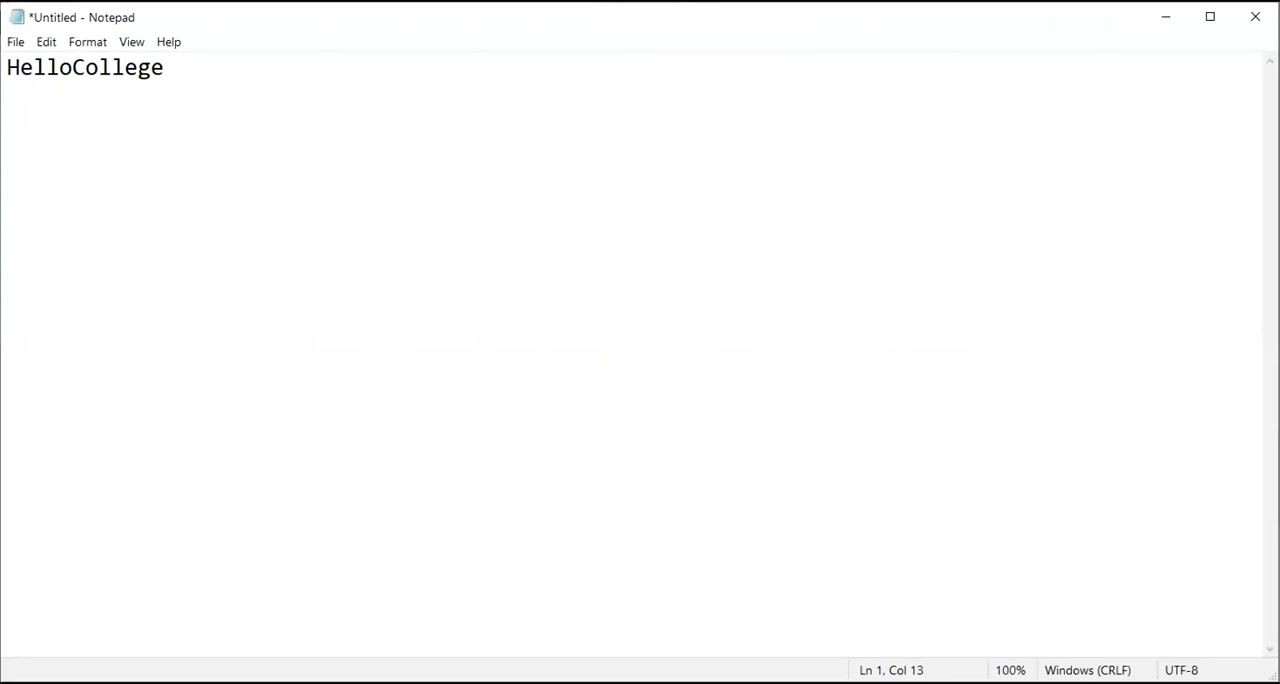 *Untitled - Notepad
File Edit Format View Help
HelloCollege
Ln 1, Col 13 100% Windows (CRLF) UTF-8